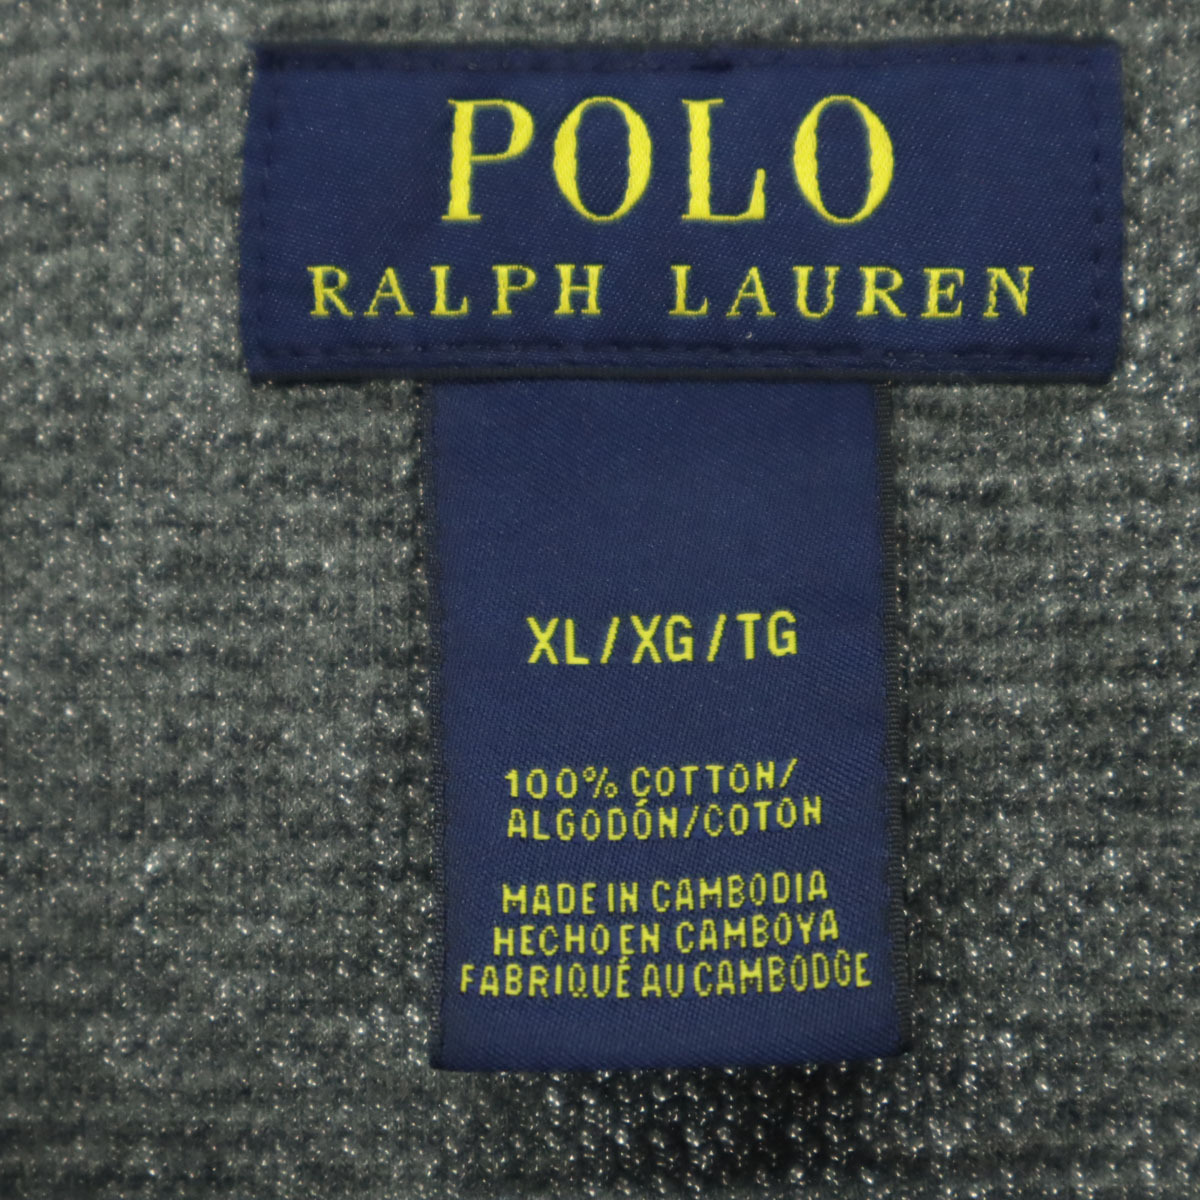 POLO
RALPH LAUREN
XL/XG/TG
100% COTTON/
ALGODÓN/COTON
MADE IN CAMBODIA
HECHO EN CAMBOYA
FABRIQUÉ AU CAMBODGE